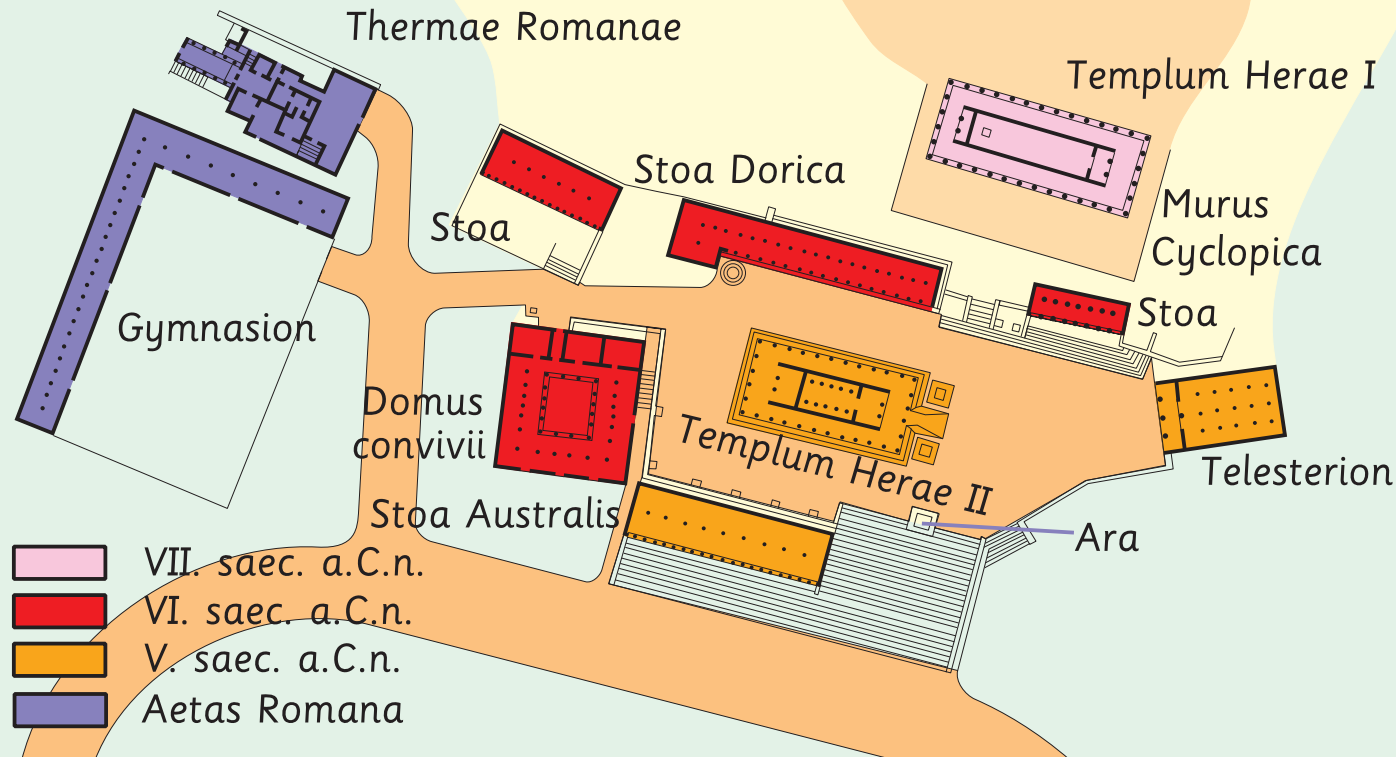 Thermae Romanae
Templum Herae I
Stoa Dorica
Murus
Cyclopica
Stoa
Stoa
Gymnasion
Domus
convivii
Templum Herae II
Telesterion
Stoa Australis
Ara
VII. saec. a.C.n.
VI. saec. a.C.n.
V. saec. a.C.n.
Aetas Romana